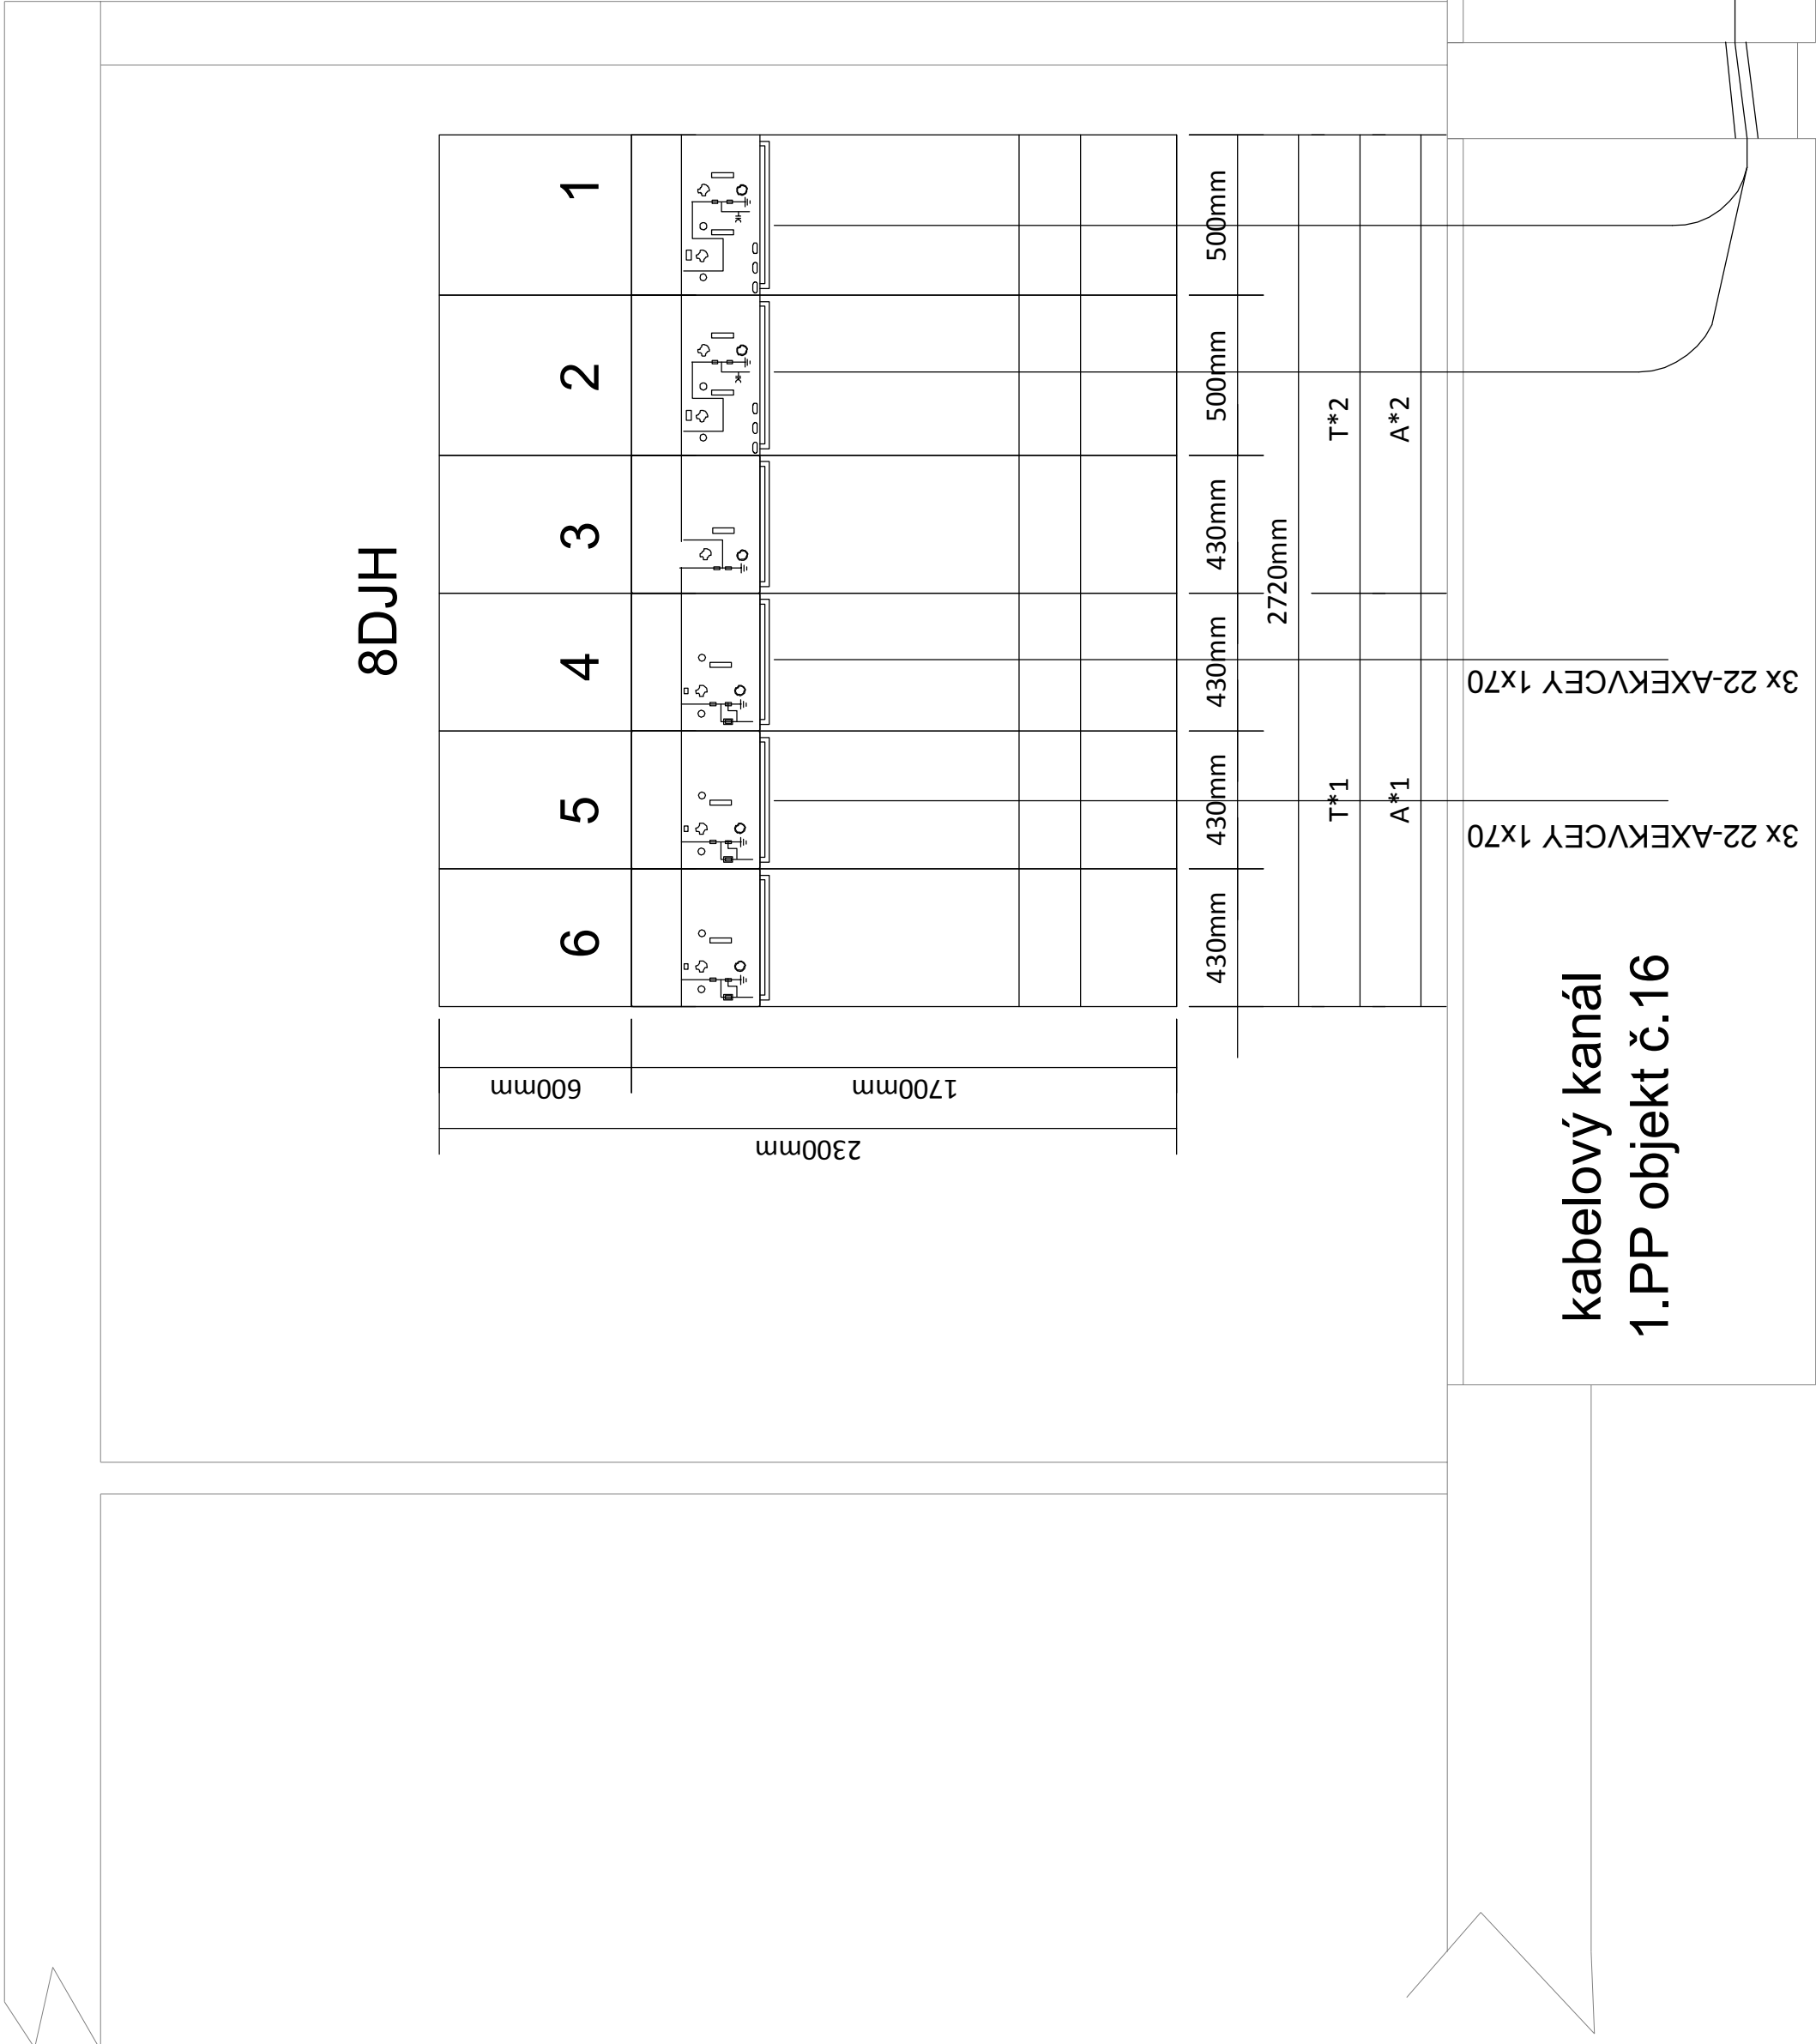 8DJH
6 5 4 3 2 1
600mm
1700mm
2300mm
430mm 430mm 430mm 430mm 500mm 500mm
2720mm
T*1 T*2
A*1 A*2
3x 22-AXEKVCEY 1x70
3x 22-AXEKVCEY 1x70
kabelový kanál
1.PP objekt č.16